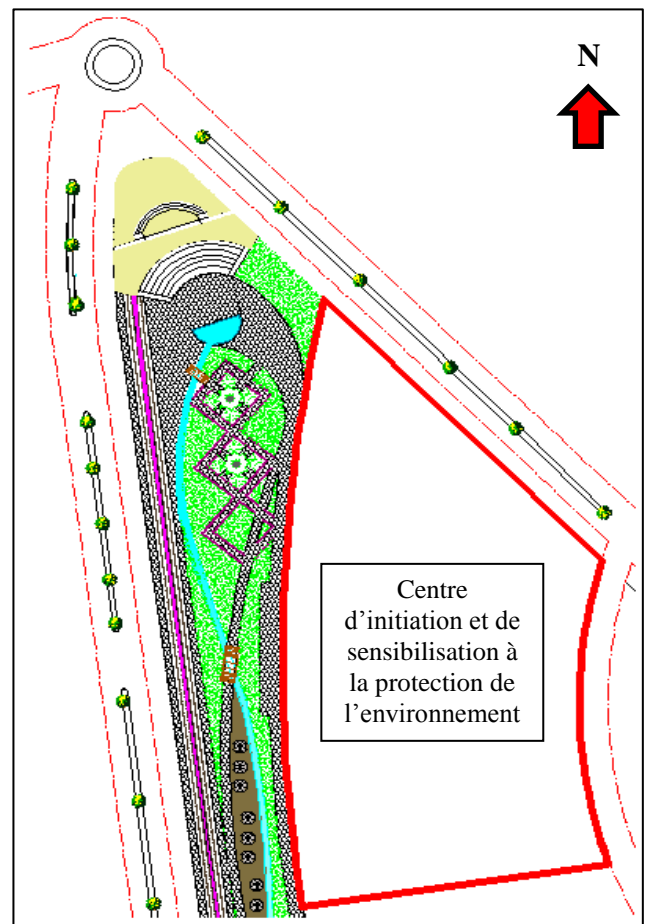 N
Centre
d’initiation et de
sensibilisation à
la protection de
l’environnement